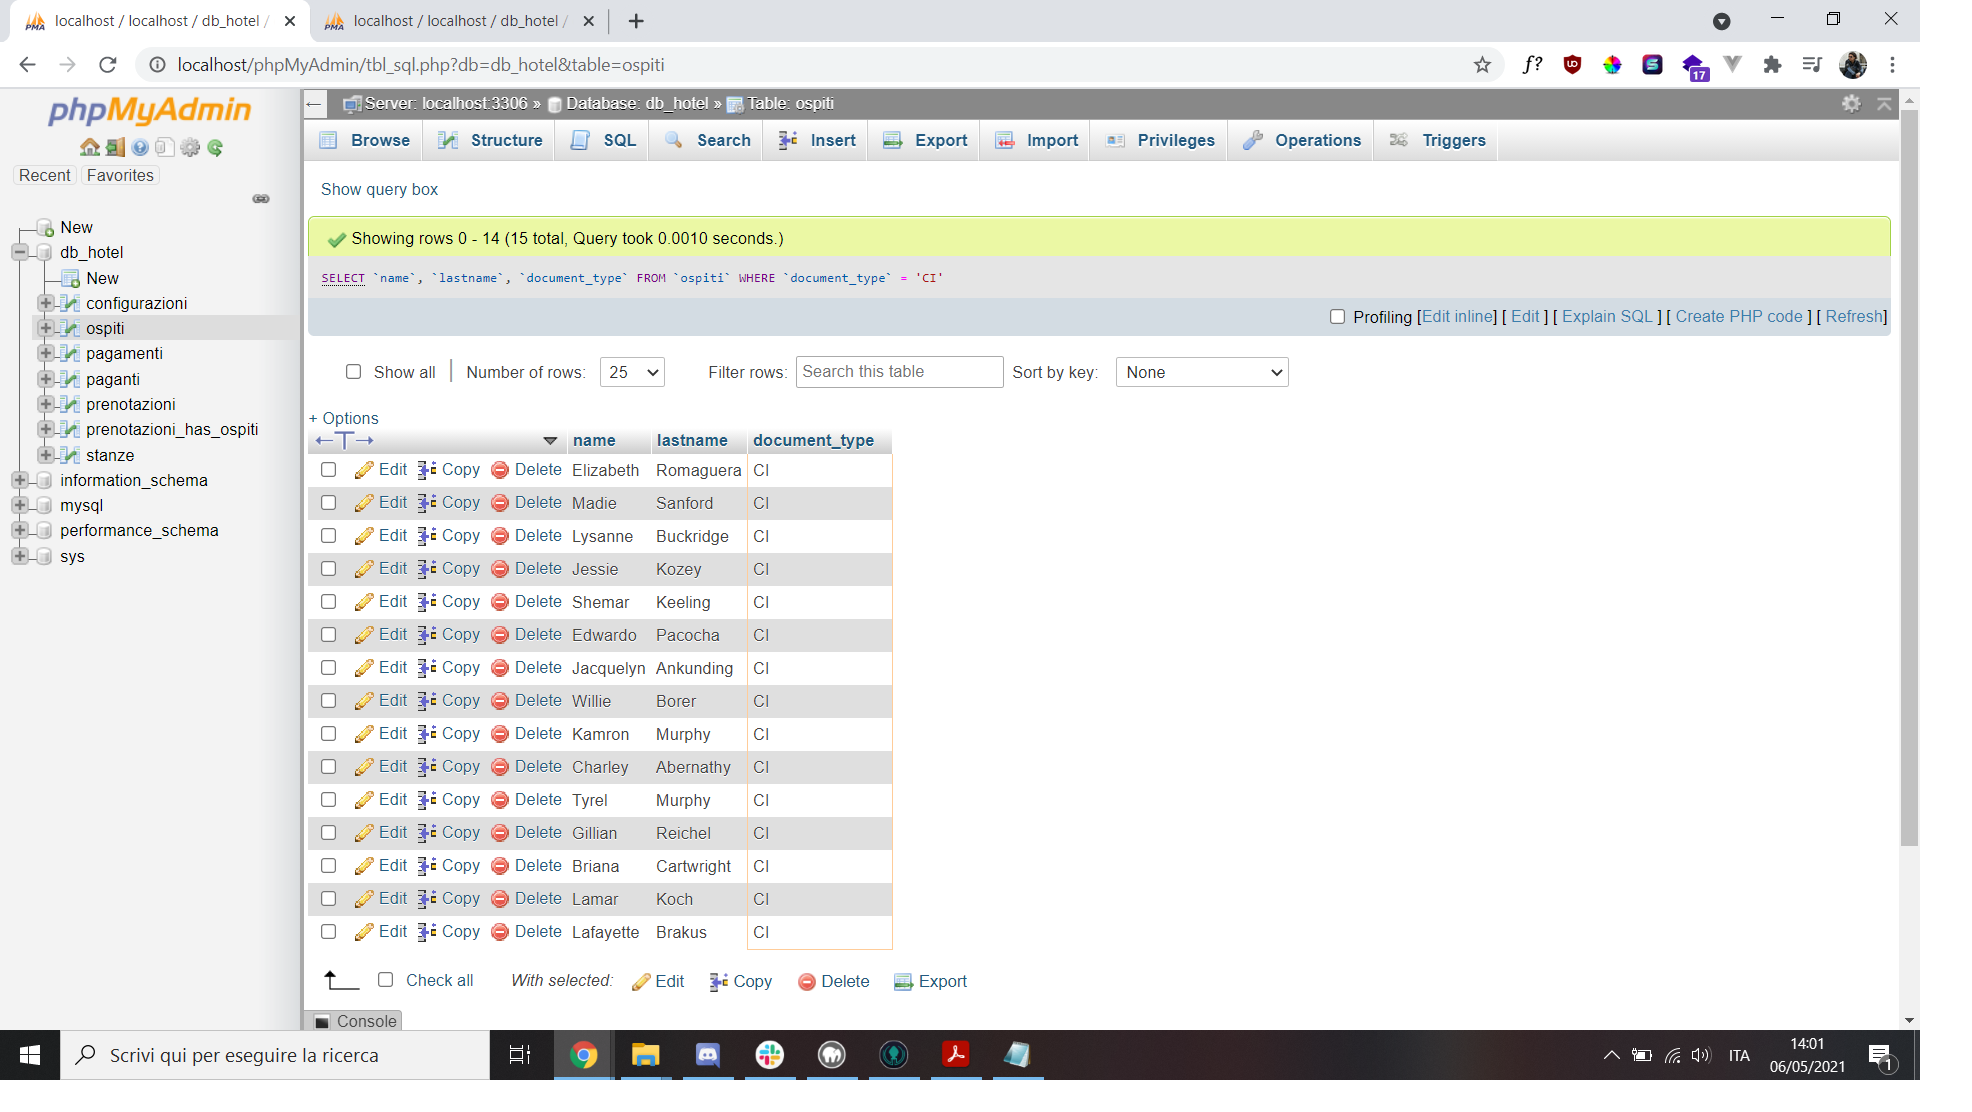 localhost / localhost / db_hotel /
localhost / localhost / db_hotel /
localhost/phpMyAdmin/tbl_sql.php?db=db_hotel&table=ospiti
f?
17
phpMyAdmin
Recent
Favorites
New
db_hotel
New
configurazioni
ospiti
pagamenti
paganti
prenotazioni
prenotazioni_has_ospiti
stanze
information_schema
mysql
performance_schema
sys
Server: localhost:3306 » Database: db_hotel » Table: ospiti
Browse Structure SQL Search Insert Export Import Privileges Operations Triggers
Show query box
Showing rows 0 - 14 (15 total, Query took 0.0010 seconds.)
SELECT `name`, `lastname`, `document_type` FROM `ospiti` WHERE `document_type` = 'CI'
Profiling [Edit inline] [ Edit ] [ Explain SQL ] [ Create PHP code ] [ Refresh]
Show all Number of rows: 25 Filter rows: Search this table Sort by key: None
+ Options
←T→ name lastname document_type
Edit Copy Delete Elizabeth Romaguera CI
Edit Copy Delete Madie Sanford CI
Edit Copy Delete Lysanne Buckridge CI
Edit Copy Delete Jessie Kozey CI
Edit Copy Delete Shemar Keeling CI
Edit Copy Delete Edwardo Pacocha CI
Edit Copy Delete Jacquelyn Ankunding CI
Edit Copy Delete Willie Borer CI
Edit Copy Delete Kamron Murphy CI
Edit Copy Delete Charley Abernathy CI
Edit Copy Delete Tyrel Murphy CI
Edit Copy Delete Gillian Reichel CI
Edit Copy Delete Briana Cartwright CI
Edit Copy Delete Lamar Koch CI
Edit Copy Delete Lafayette Brakus CI
Check all With selected: Edit Copy Delete Export
Console
Scrivi qui per eseguire la ricerca
ITA
14:01
06/05/2021
1